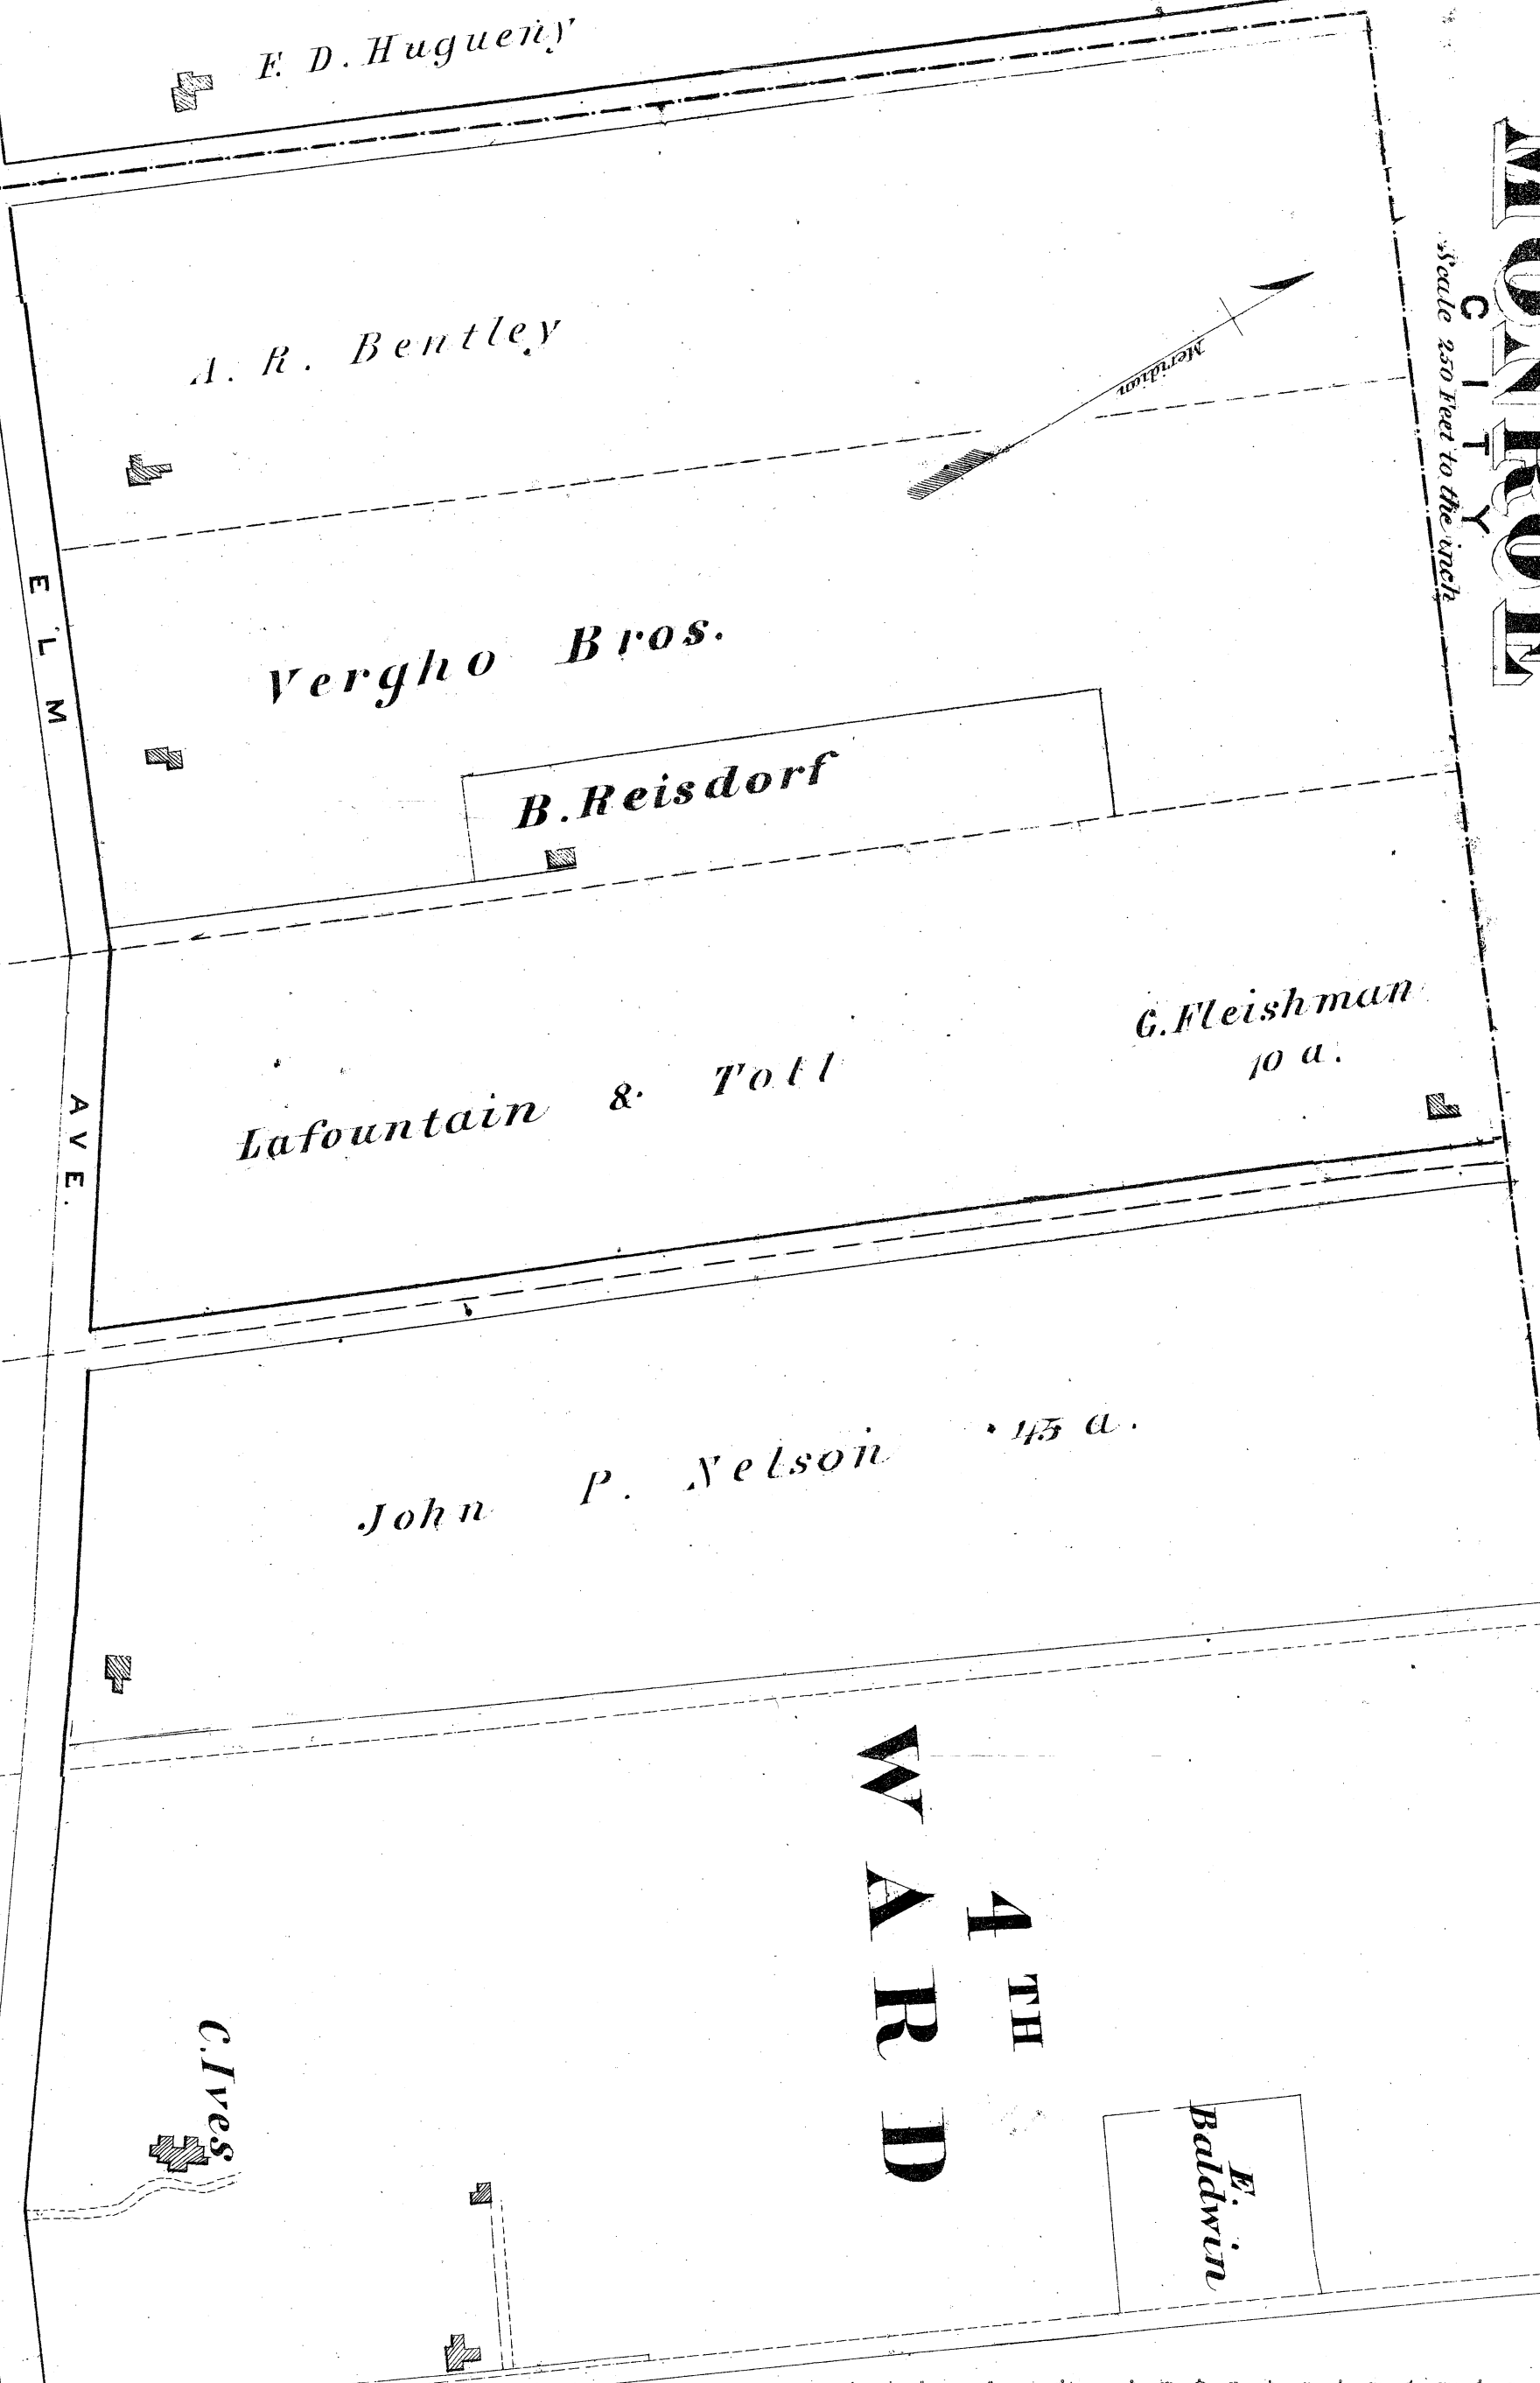 F. D. Hugueny
MONROE
CITY
Scale 250 Feet to the inch
A. R. Bentley
Meridian
Vergho Bros.
B. Reisdorf
ELM AVE.
G. Fleishman
10 a.
Lafountain & Toll
John P. Nelson 45 a.
4TH
WARD
C. Ives
E.
Baldwin